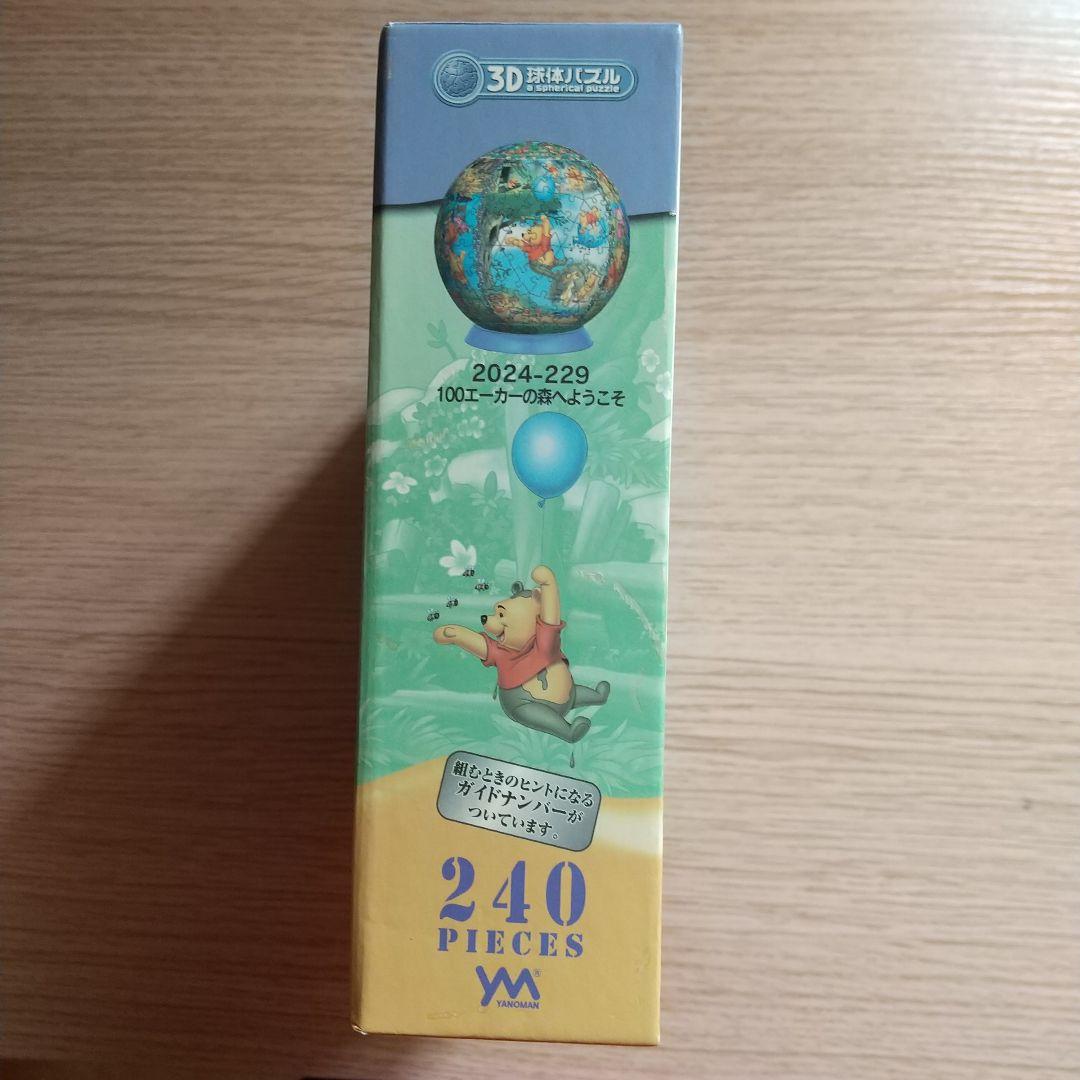 3D 球体パズル
a spherical puzzle
2024-229
100エーカーの森へようこそ
組むときのヒントになる
ガイドナンバーが
ついています。
240
PIECES
YM®
YANOMAN